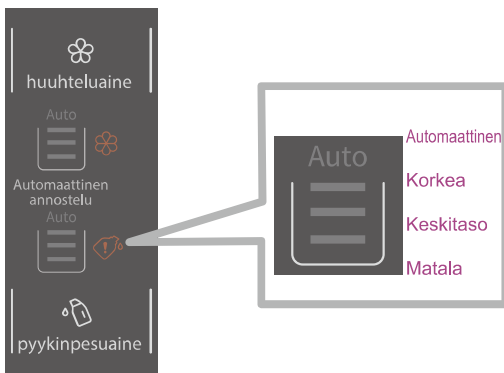 huuhteluaine
Auto
Automaattinen
annostelu
Auto
pyykinpesuaine
Auto
Automaattinen
Korkea
Keskitaso
Matala